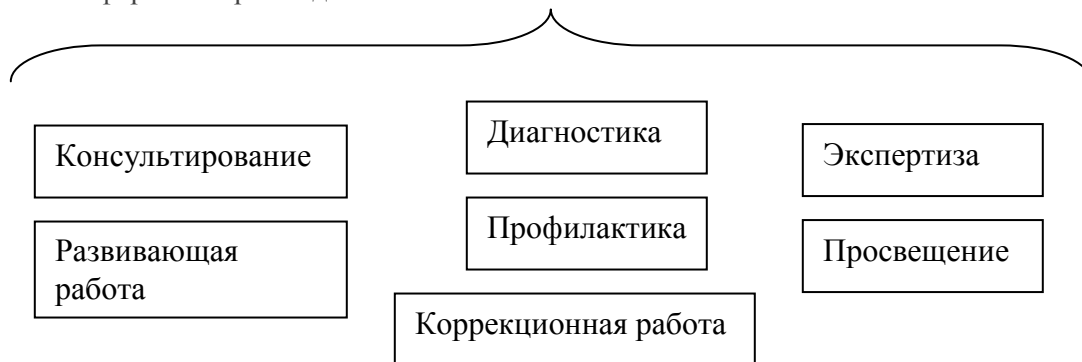 Консультирование
Диагностика
Экспертиза
Развивающая
работа
Профилактика
Просвещение
Коррекционная работа